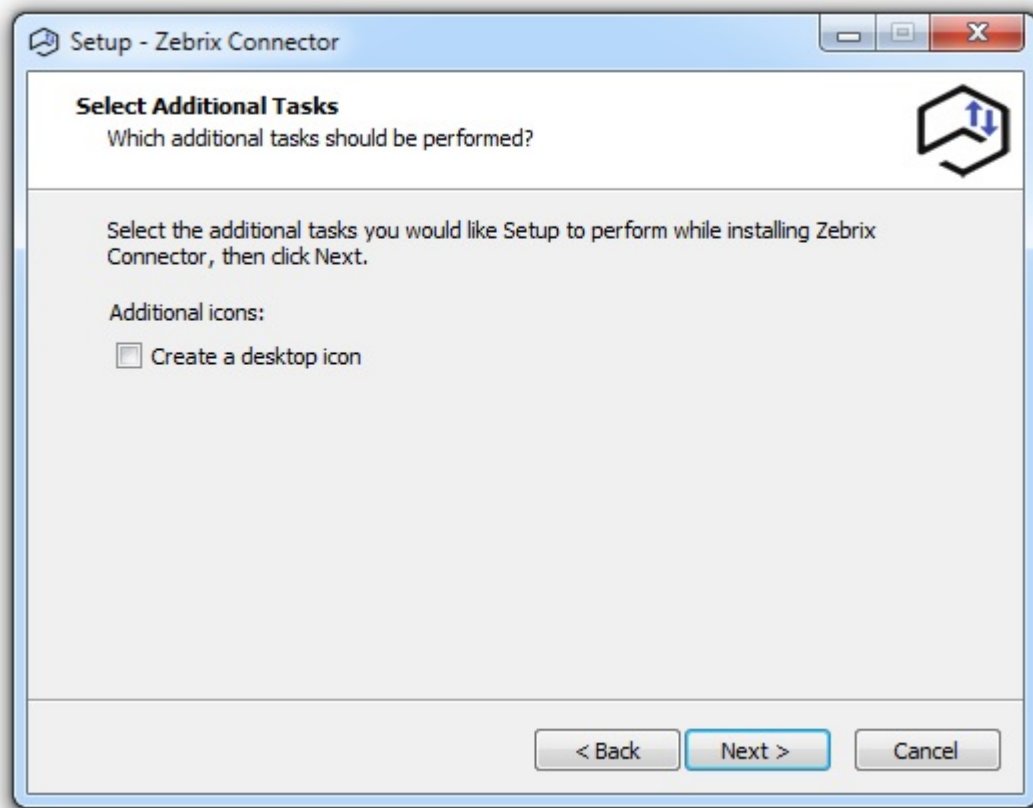 Setup - Zebrix Connector
Select Additional Tasks
Which additional tasks should be performed?
Select the additional tasks you would like Setup to perform while installing Zebrix
Connector, then click Next.
Additional icons:
Create a desktop icon
< Back Next > Cancel